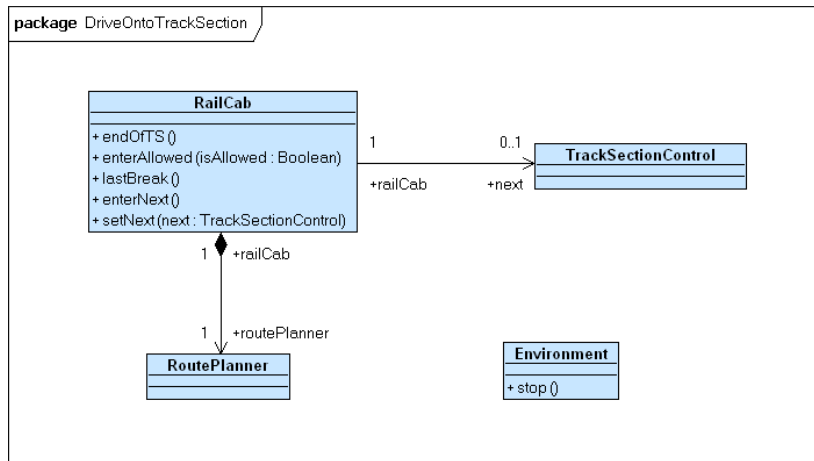 package DriveOntoTrackSection
RailCab
+ endOfTS ()
+ enterAllowed (isAllowed : Boolean)
+ lastBreak ()
+ enterNext ()
+ setNext (next : TrackSectionControl)
1
0..1
+railCab
+next
TrackSectionControl
1
+railCab
1
+routePlanner
RoutePlanner
Environment
+ stop ()